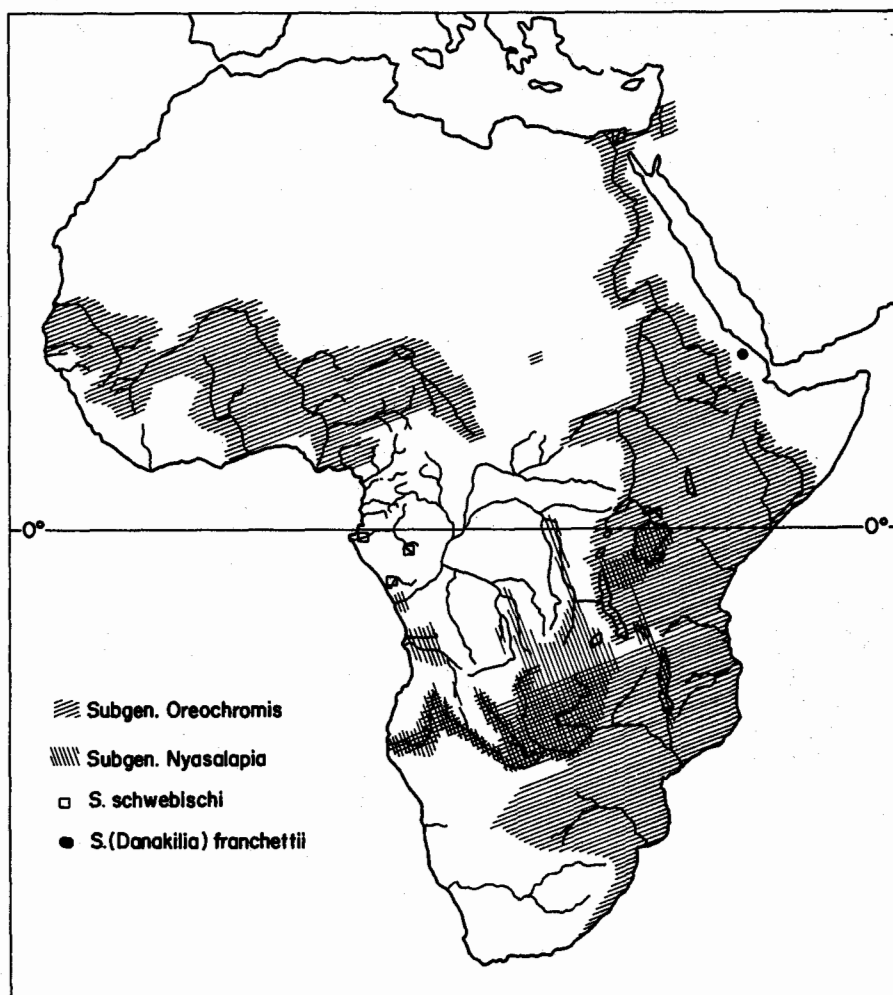 0°
0°
Subgen. Oreochromis
Subgen. Nyasalapia
S. schwebischi
S.(Danakilia) franchettii